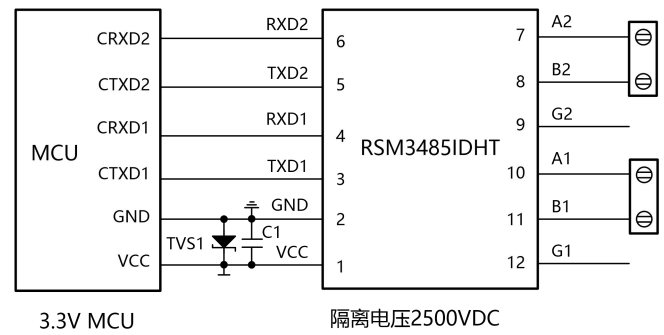 RXD2
A2
CRXD2
6
7
TXD2
B2
CTXD2
5
8
RXD1
G2
CRXD1
4
9
MCU
RSM3485IDHT
TXD1
A1
CTXD1
3
10
GND
GND
B1
2
11
TVS1
C1
VCC
VCC
G1
1
12
3.3V MCU
隔离电压2500VDC